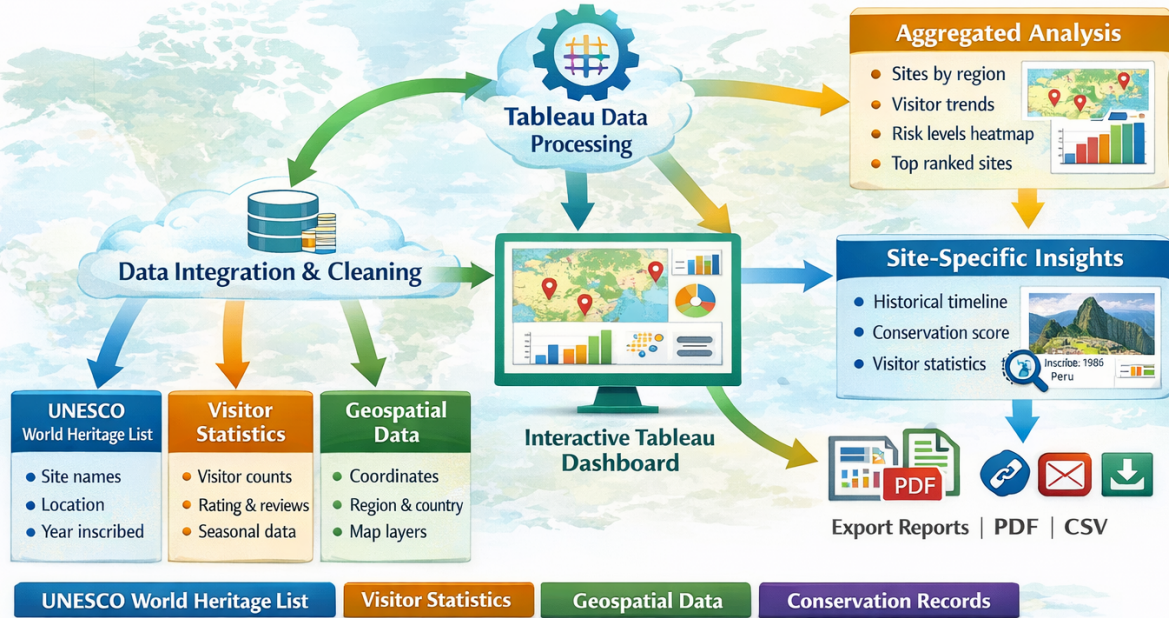 Tableau Data
Processing
Aggregated Analysis
Sites by region
Visitor trends
Risk levels heatmap
Top ranked sites
Data Integration & Cleaning
Site-Specific Insights
Historical timeline
Conservation score
Visitor statistics
Inscribe: 1986
Peru
UNESCO
World Heritage List
Site names
Location
Year inscribed
Visitor
Statistics
Visitor counts
Rating & reviews
Seasonal data
Geospatial
Data
Coordinates
Region & country
Map layers
Interactive Tableau
Dashboard
PDF
Export Reports | PDF | CSV
UNESCO World Heritage List
Visitor Statistics
Geospatial Data
Conservation Records